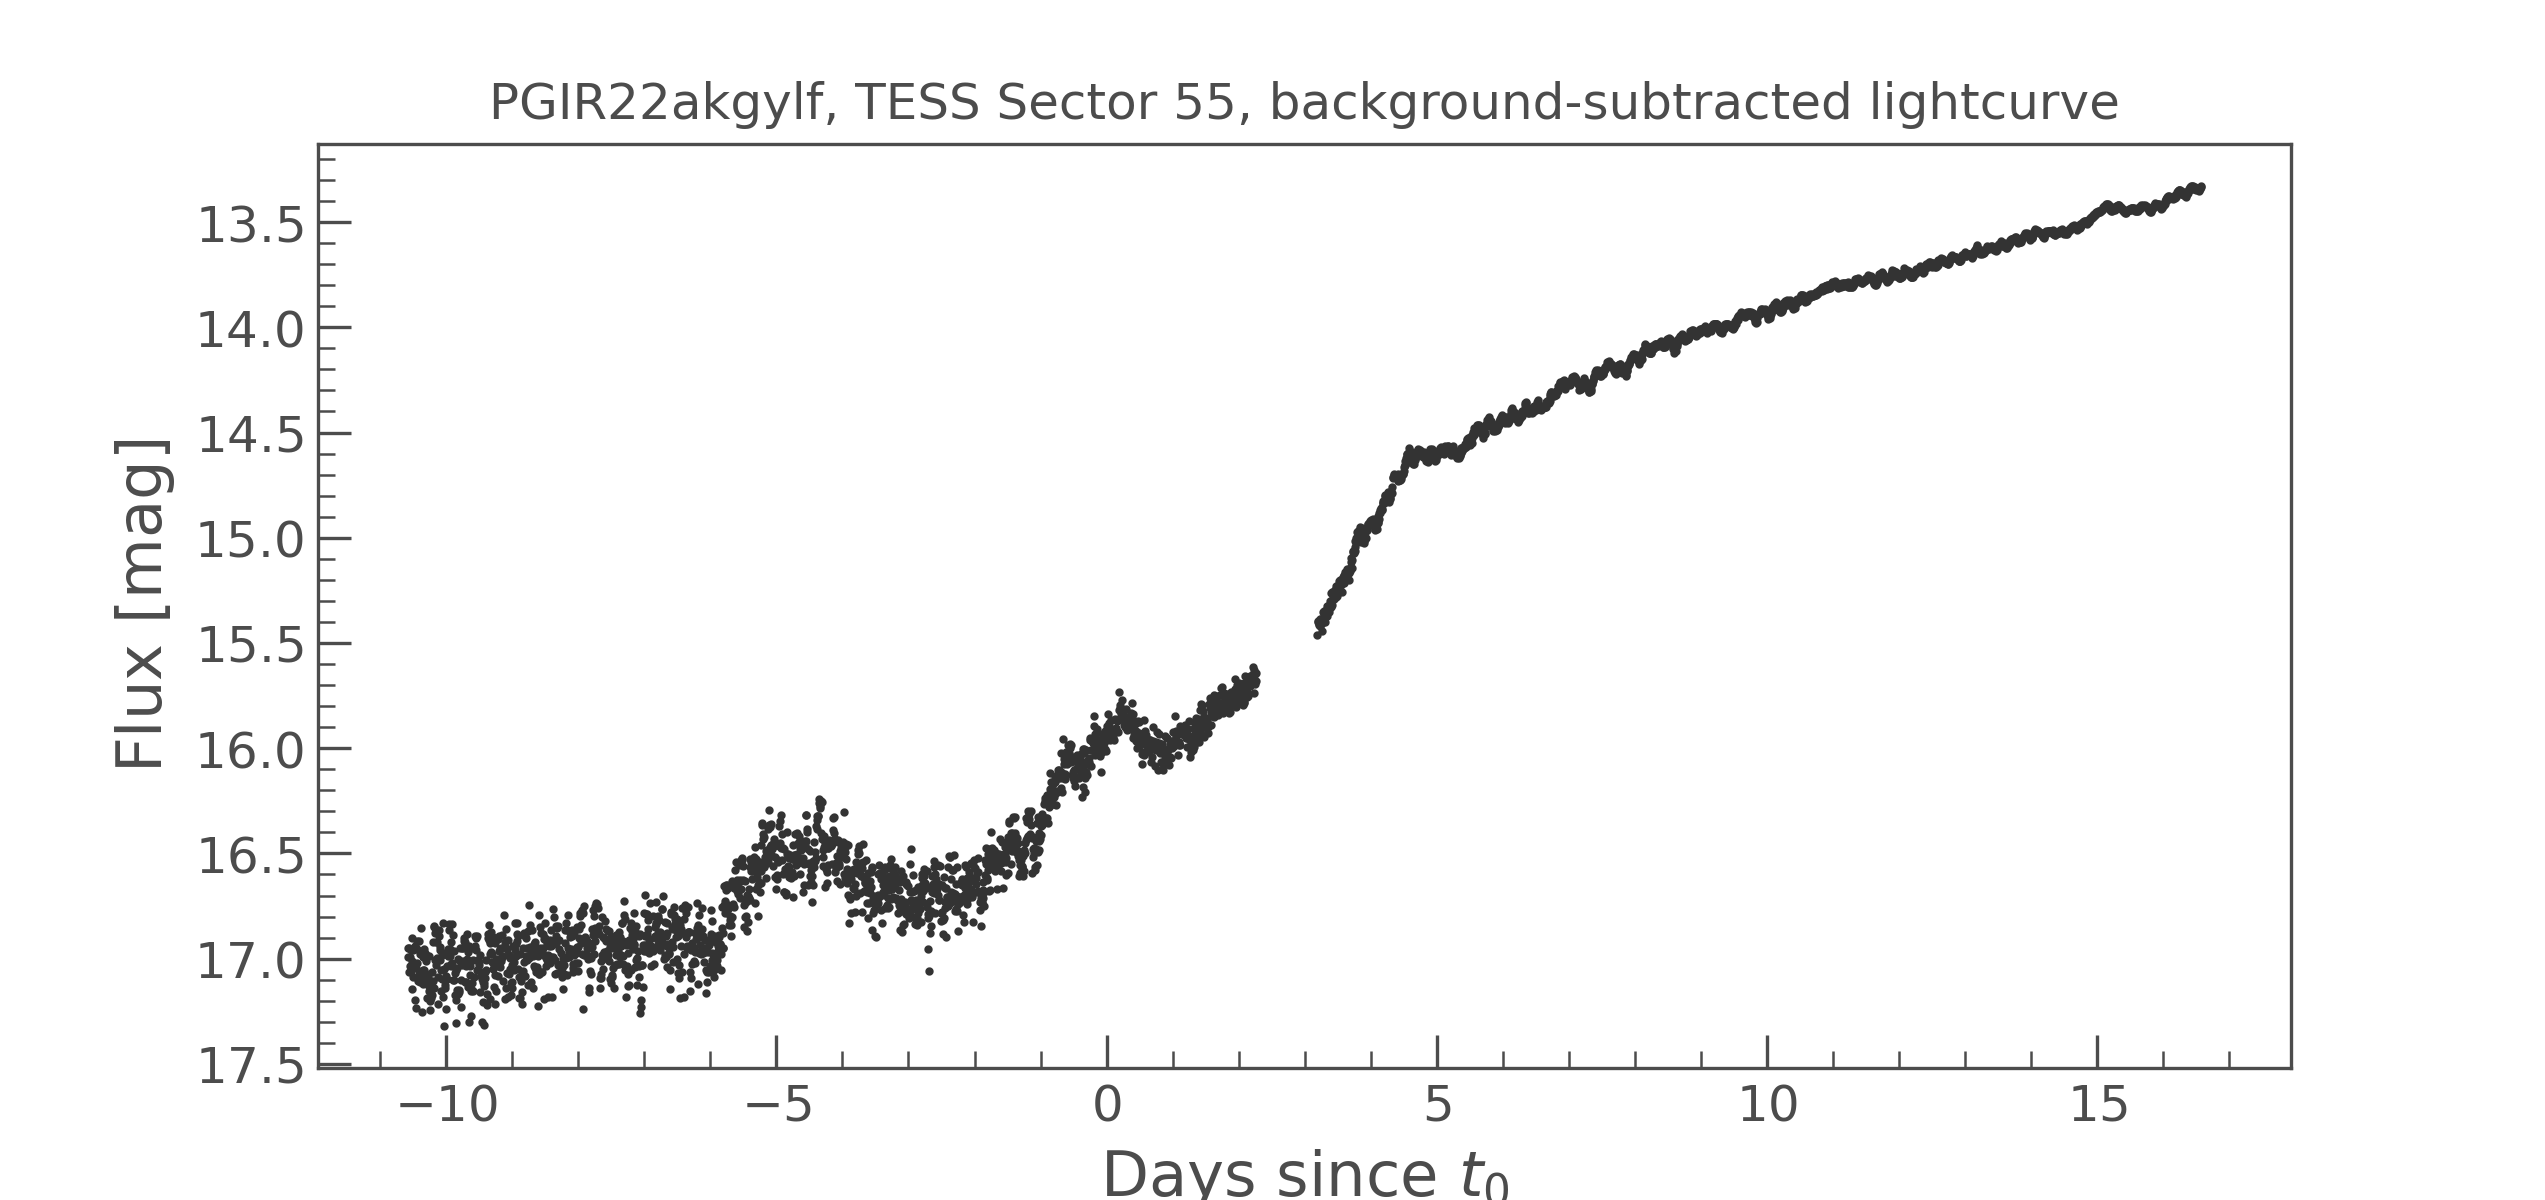 PGIR22akgylf, TESS Sector 55, background-subtracted lightcurve
Flux [mag]
13.5
14.0
14.5
15.0
15.5
16.0
16.5
17.0
17.5
−10 −5 0 5 10 15
Days since t₀